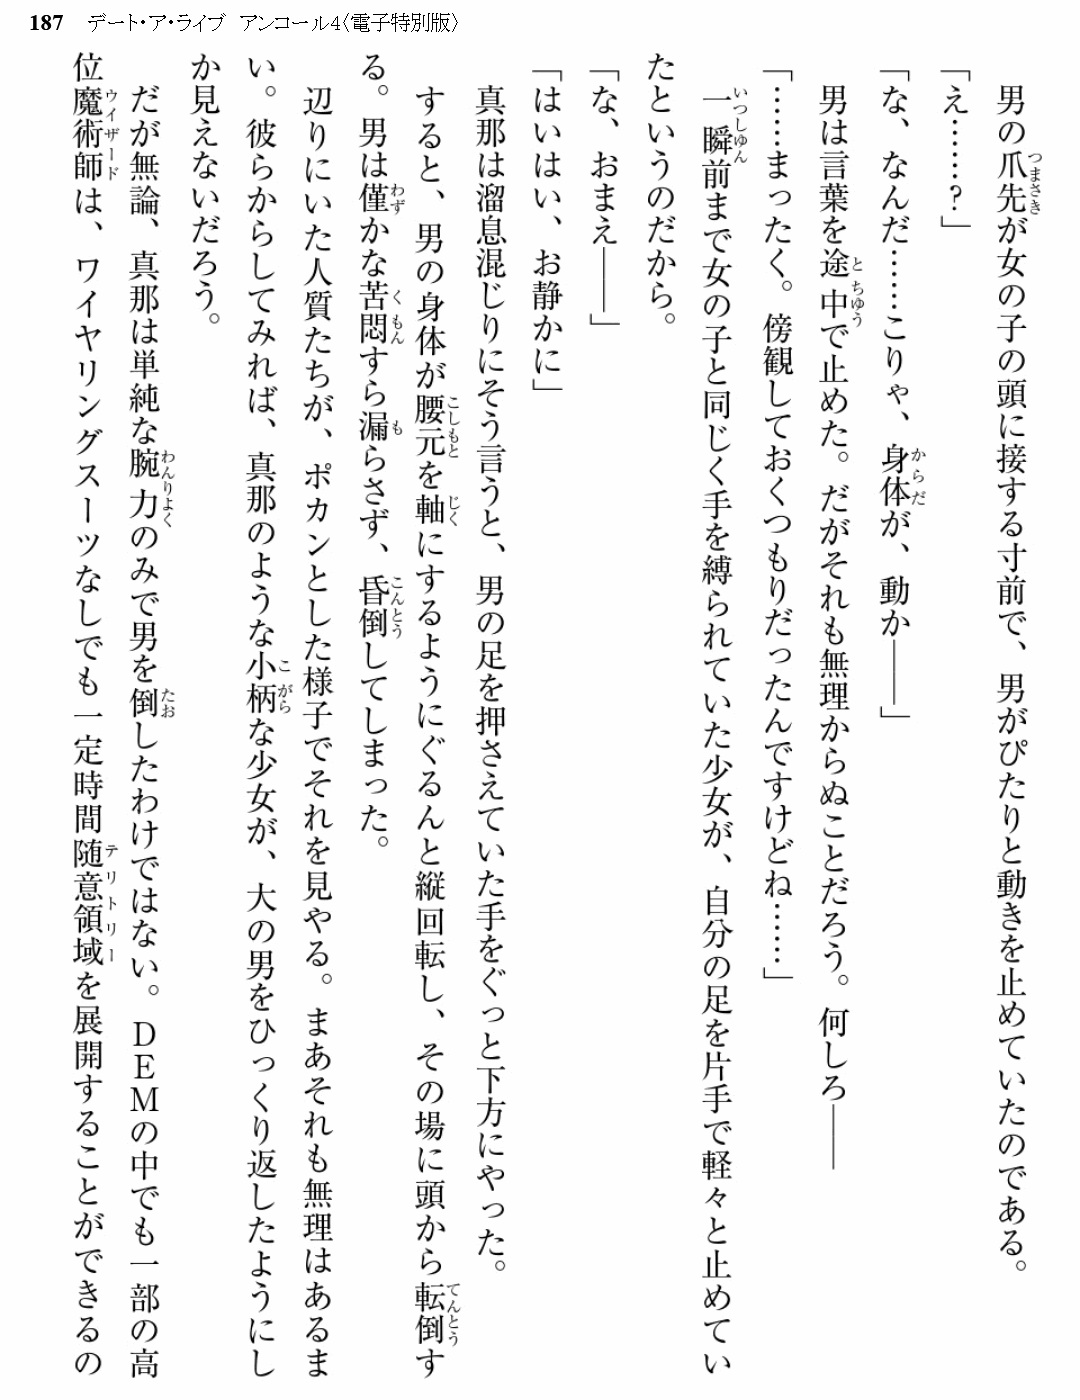 187 デート・ア・ライブ アンコール4〈電子特別版〉
男の爪先が女の子の頭に接する寸前で、男がぴたりと動きを止めていたのである。
「え……？」
「な、なんだ……こりゃ、身体が、動か――」
男は言葉を途中で止めた。だがそれも無理からぬことだろう。何しろ――
「……まったく。傍観しておくつもりだったんですけどね……」
一瞬前まで女の子と同じく手を縛られていた少女が、自分の足を片手で軽々と止めてい
たというのだから。
「な、おまえ――」
「はいはい、お静かに」
真那は溜息混じりにそう言うと、男の足を押さえていた手をぐっと下方にやった。
すると、男の身体が腰元を軸にするようにぐるんと縦回転し、その場に頭から転倒す
る。男は僅かな苦悶すら漏らさず、昏倒してしまった。
辺りにいた人質たちが、ポカンとした様子でそれを見やる。まあそれも無理はあるま
い。彼らからしてみれば、真那のような小柄な少女が、大の男をひっくり返したようにし
か見えないだろう。
だが無論、真那は単純な腕力のみで男を倒したわけではない。DEMの中でも一部の高
位魔術師は、ワイヤリングスーツなしでも一定時間随意領域を展開することができるの